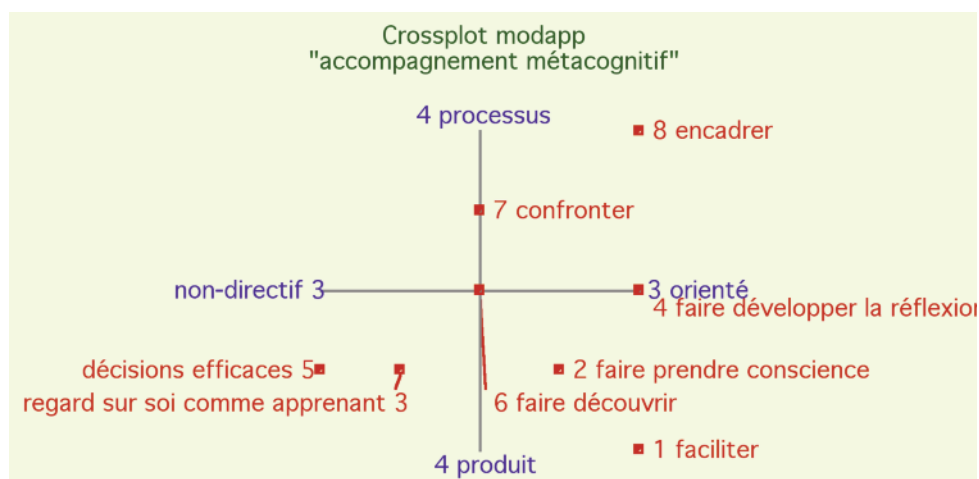 Crossplot modapp
"accompagnement métacognitif"
4 processus
8 encadrer
7 confronter
non-directif 3
3 orienté
4 faire développer la réflexion
décisions efficaces 5
2 faire prendre conscience
regard sur soi comme apprenant 3
6 faire découvrir
4 produit
1 faciliter